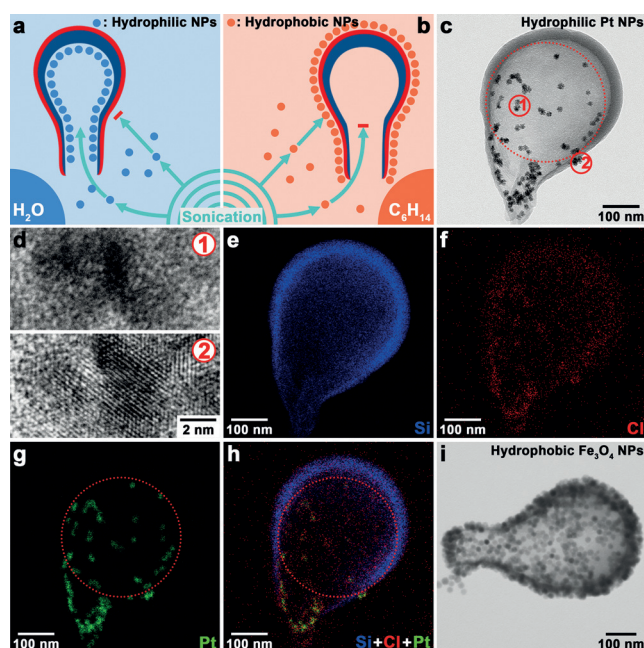 a
: Hydrophilic NPs
H₂O
Sonication
: Hydrophobic NPs
b
C₆H₁₄
c
Hydrophilic Pt NPs
1
2
100 nm
d
1
2
2 nm
e
100 nm
Si
f
100 nm
Cl
g
100 nm
Pt
h
100 nm
Si+Cl+Pt
i
Hydrophobic Fe₃O₄ NPs
100 nm